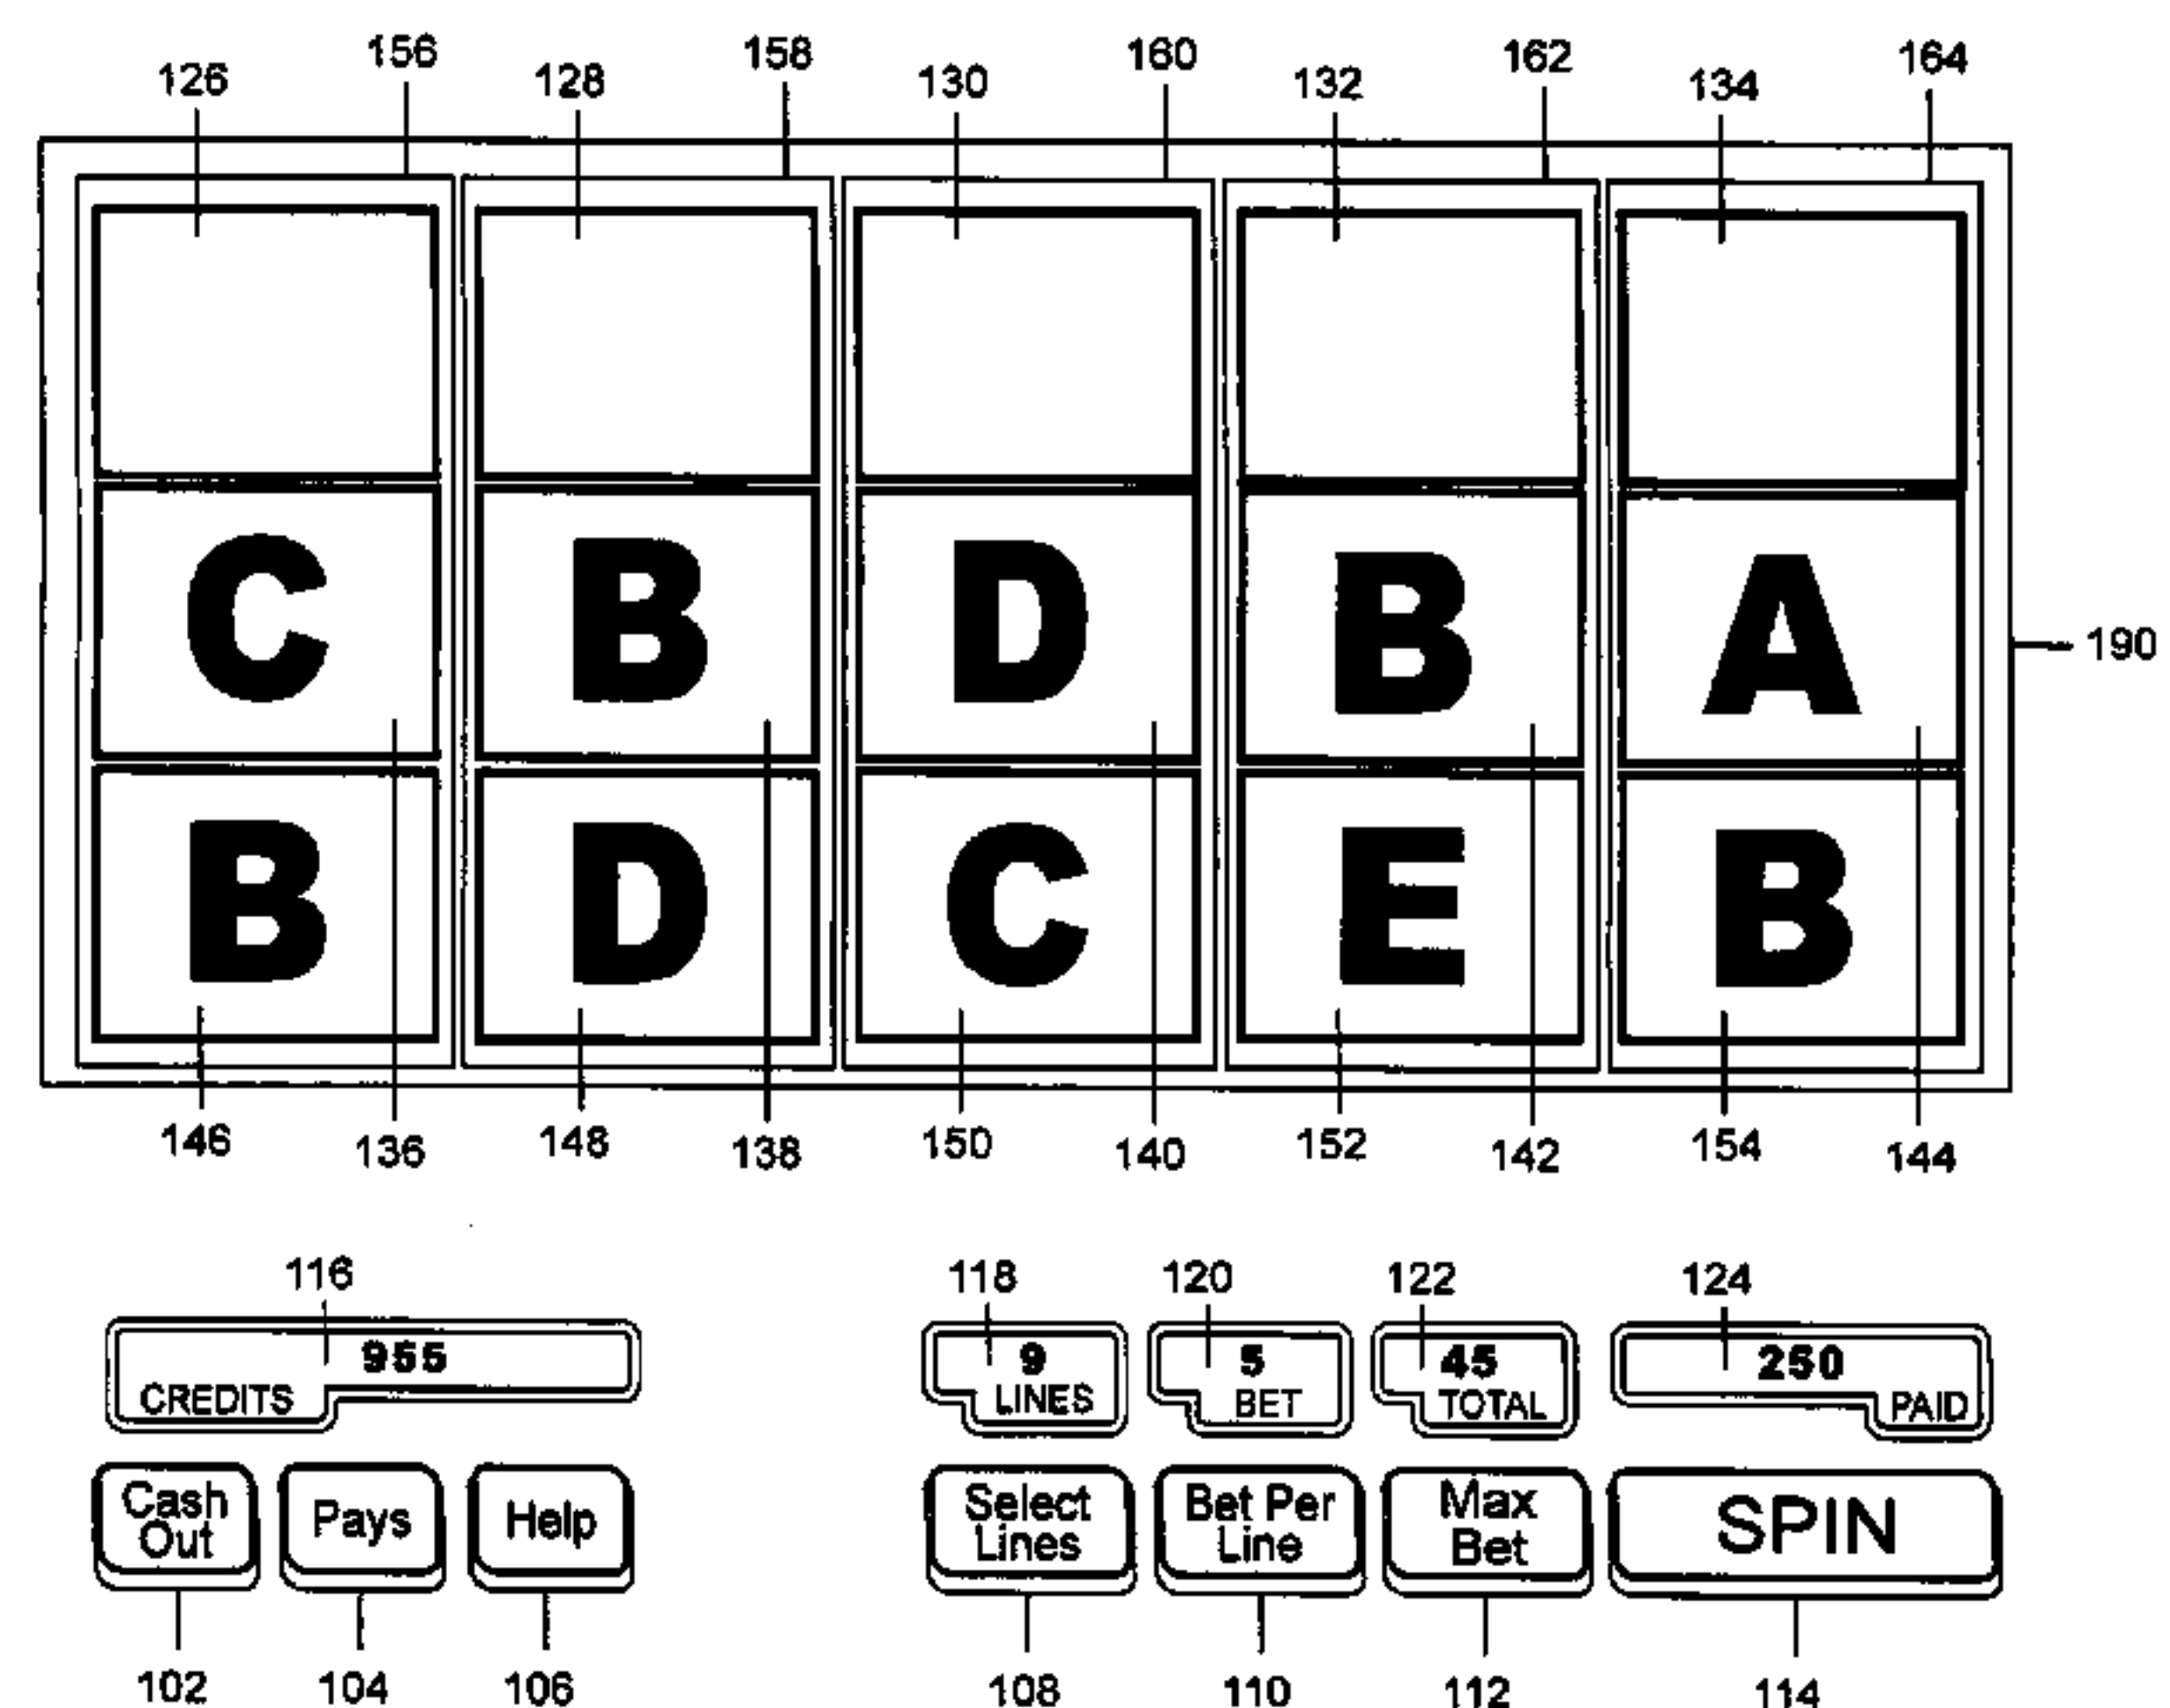 126 156 128 158 130 160 132 162 134 164
C B D B A
190
B D C E B
146 136 148 138 150 140 152 142 154 144
116 118 120 122 124
955 9 5 45 250
CREDITS LINES BET TOTAL PAID
Cash Out Pays Help Select Lines Bet Per Line Max Bet SPIN
102 104 106 108 110 112 114